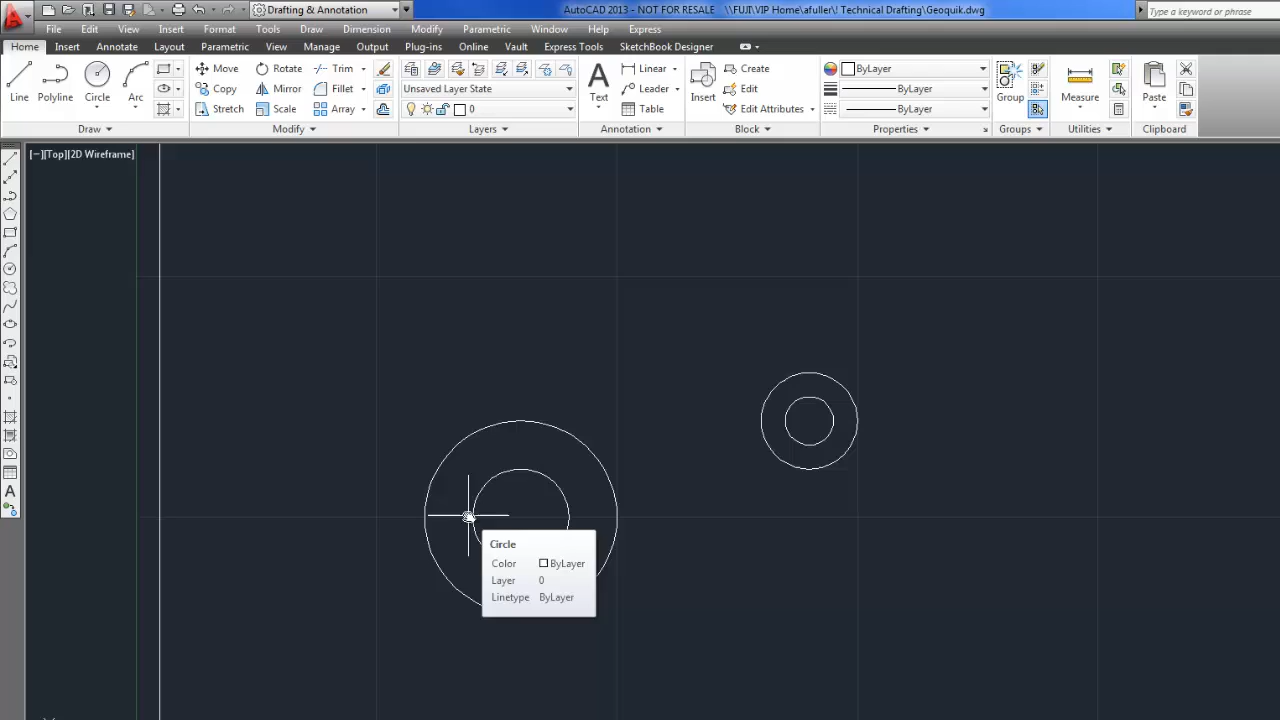 Drafting & Annotation
AutoCAD 2013 - NOT FOR RESALE \\FUJI\VIP Home\afuller\! Technical Drafting\Geoquik.dwg
Type a keyword or phrase
File Edit View Insert Format Tools Draw Dimension Modify Parametric Window Help Express
Home Insert Annotate Layout Parametric View Manage Output Plug-ins Online Vault Express Tools SketchBook Designer
Move Rotate Trim Linear Create ByLayer
Copy Mirror Fillet Unsaved Layer State Leader Edit ByLayer
Line Polyline Circle Arc Text Insert Group Measure Paste
Stretch Scale Array 0 Table Edit Attributes ByLayer
Draw Modify Layers Annotation Block Properties Groups Utilities Clipboard
[−][Top][2D Wireframe]
A
Circle
Color ByLayer
Layer 0
Linetype ByLayer